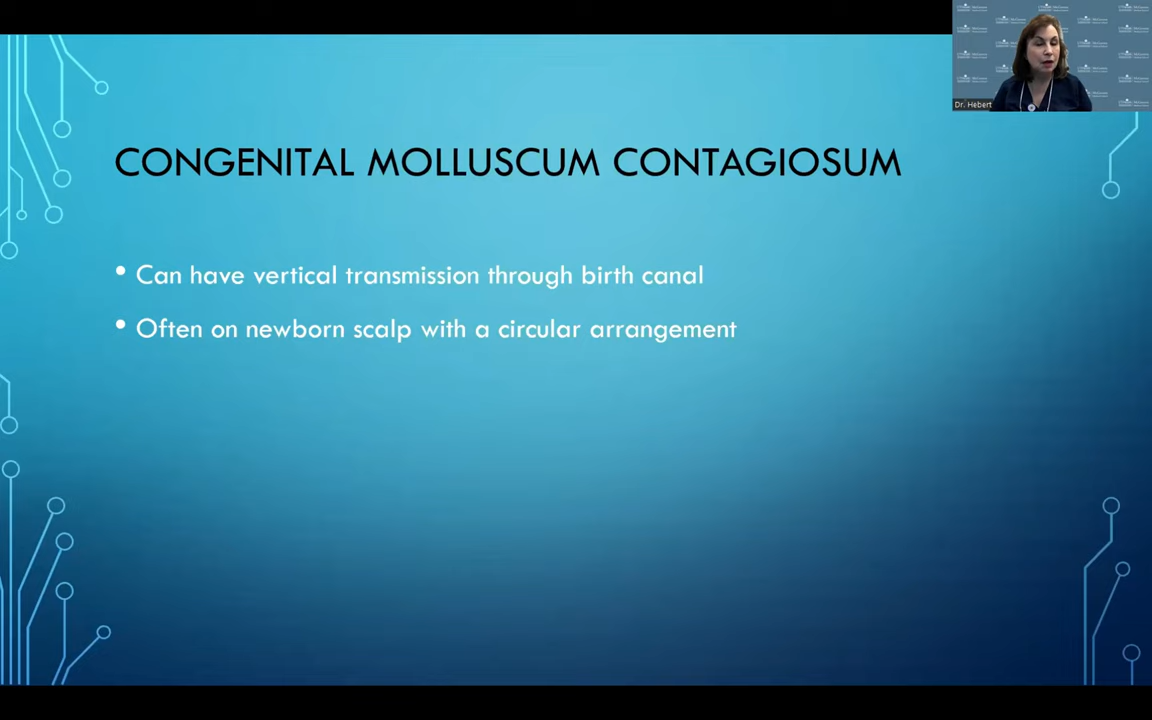 Dr. Hebert
CONGENITAL MOLLUSCUM CONTAGIOSUM
• Can have vertical transmission through birth canal
• Often on newborn scalp with a circular arrangement